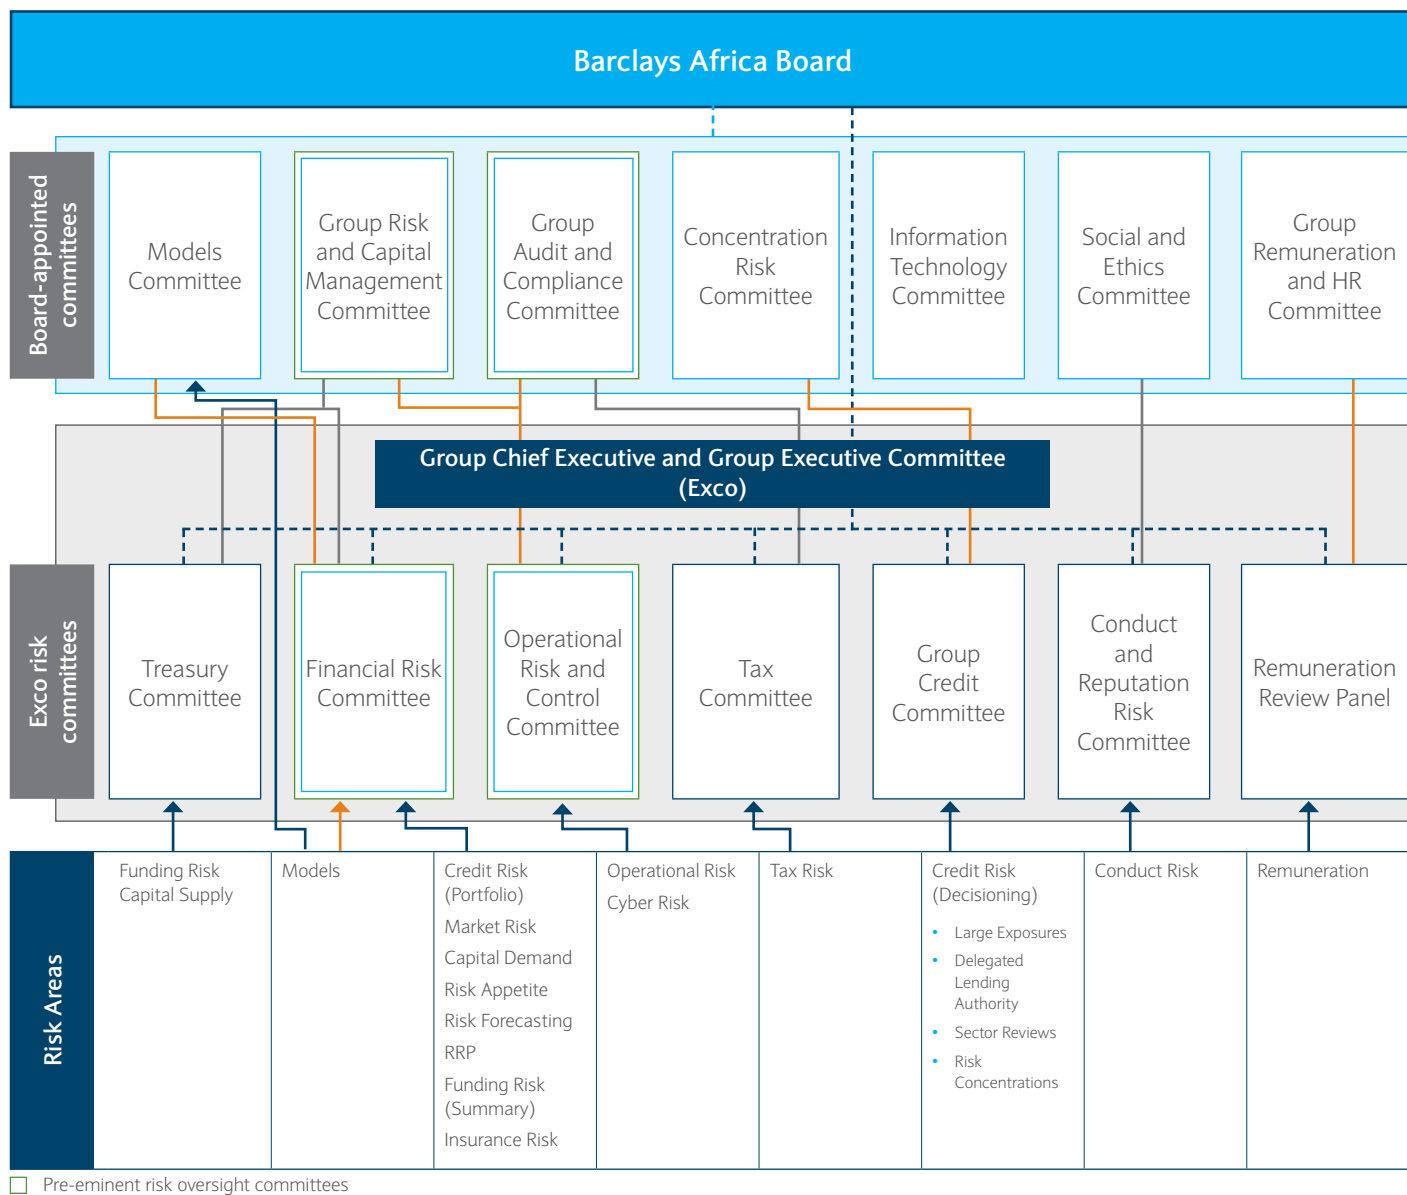 Barclays Africa Board
Board-appointed
committees
Models
Committee
Group Risk
and Capital
Management
Committee
Group
Audit and
Compliance
Committee
Concentration
Risk
Committee
Information
Technology
Committee
Social and
Ethics
Committee
Group
Remuneration
and HR
Committee
Group Chief Executive and Group Executive Committee
(Exco)
Exco risk
committees
Treasury
Committee
Financial Risk
Committee
Operational
Risk and
Control
Committee
Tax
Committee
Group
Credit
Committee
Conduct
and
Reputation
Risk
Committee
Remuneration
Review Panel
Risk Areas
Funding Risk
Capital Supply
Models
Credit Risk
(Portfolio)
Market Risk
Capital Demand
Risk Appetite
Risk Forecasting
RRP
Funding Risk
(Summary)
Insurance Risk
Operational Risk
Cyber Risk
Tax Risk
Credit Risk
(Decisioning)
• Large Exposures
• Delegated
Lending
Authority
• Sector Reviews
• Risk
Concentrations
Conduct Risk
Remuneration
Pre-eminent risk oversight committees